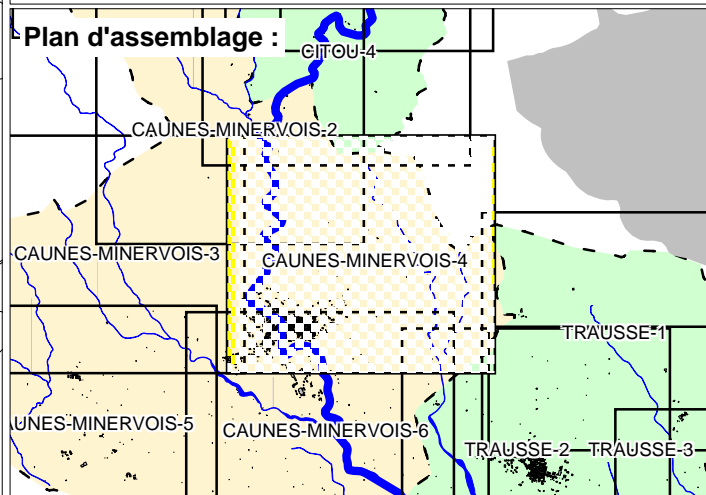 Plan d'assemblage :
CITOU-4
CAUNES-MINERVOIS-2
CAUNES-MINERVOIS-3
CAUNES-MINERVOIS-4
TRAUSSE-1
AUNES-MINERVOIS-5
CAUNES-MINERVOIS-6
TRAUSSE-2
TRAUSSE-3